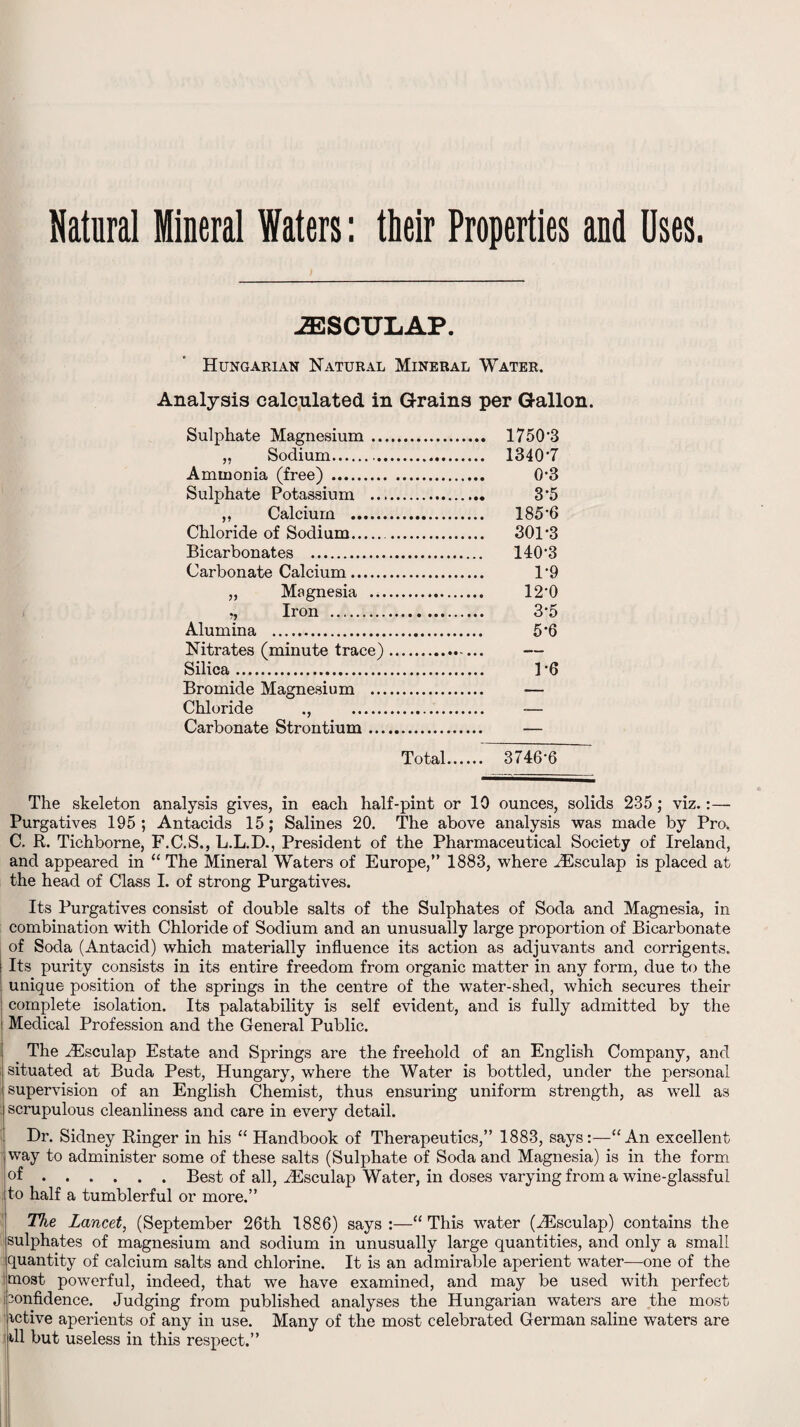 Natural Mineral Waters: their Properties and Uses.
ÆSCULAP.
Hungarian Natural Mineral Water.
Analysis calculated in Grains per Gallon.
Sulphate Magnesium .................... 1750·3
„ Sodium.......................... 1340·7
Ammonia (free) .......................... 0·3
Sulphate Potassium .................... 3·5
„ Calcium .......................... 185·6
Chloride of Sodium...................... 301·3
Bicarbonates .............................. 140·3
Carbonate Calcium...................... 1·9
„ Magnesia ...................... 12·0
„ Iron .............................. 3·5
Alumina .................................... 5·6
Nitrates (minute trace)................ —
Silica........................................ 1·6
Bromide Magnesium .................... —
Chloride „ ...................... —
Carbonate Strontium.................... —
Total...... 3746·6
The skeleton analysis gives, in each half-pint or 10 ounces, solids 235; viz.:—
Purgatives 195; Antacids 15; Salines 20. The above analysis was made by Pro.
C. R. Tichborne, F.C.S., L.L.D., President of the Pharmaceutical Society of Ireland,
and appeared in “ The Mineral Waters of Europe,” 1883, where Æsculap is placed at
the head of Class I. of strong Purgatives.
Its Purgatives consist of double salts of the Sulphates of Soda and Magnesia, in
combination with Chloride of Sodium and an unusually large proportion of Bicarbonate
of Soda (Antacid) which materially influence its action as adjuvants and corrigents.
Its purity consists in its entire freedom from organic matter in any form, due to the
unique position of the springs in the centre of the water-shed, which secures their
complete isolation. Its palatability is self evident, and is fully admitted by the
Medical Profession and the General Public.
The Æsculap Estate and Springs are the freehold of an English Company, and
situated at Buda Pest, Hungary, where the Water is bottled, under the personal
supervision of an English Chemist, thus ensuring uniform strength, as well as
scrupulous cleanliness and care in every detail.
Dr. Sidney Ringer in his “ Handbook of Therapeutics,” 1883, says:—“ An excellent
way to administer some of these salts (Sulphate of Soda and Magnesia) is in the form
of . . . . . . Best of all, Æsculap Water, in doses varying from a wine-glassful
to half a tumblerful or more.”
The Lancet, (September 26th 1886) says :—“ This water (Æsculap) contains the
sulphates of magnesium and sodium in unusually large quantities, and only a small
quantity of calcium salts and chlorine. It is an admirable aperient water—one of the
most powerful, indeed, that we have examined, and may be used with perfect
confidence. Judging from published analyses the Hungarian waters are the most
active aperients of any in use. Many of the most celebrated German saline waters are
all but useless in this respect.”